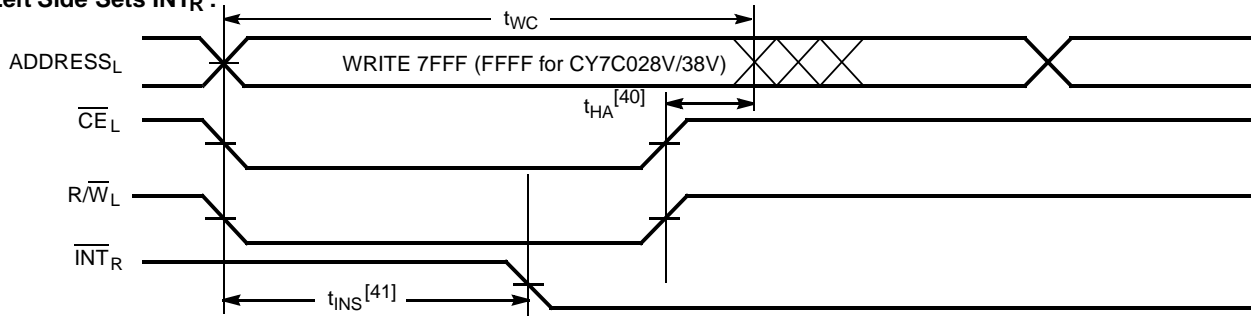 Left Side Sets INTR:
tWC
ADDRESSL
WRITE 7FFF (FFFF for CY7C028V/38V)
tHA[40]
CEL
R/WL
INTR
tINS[41]